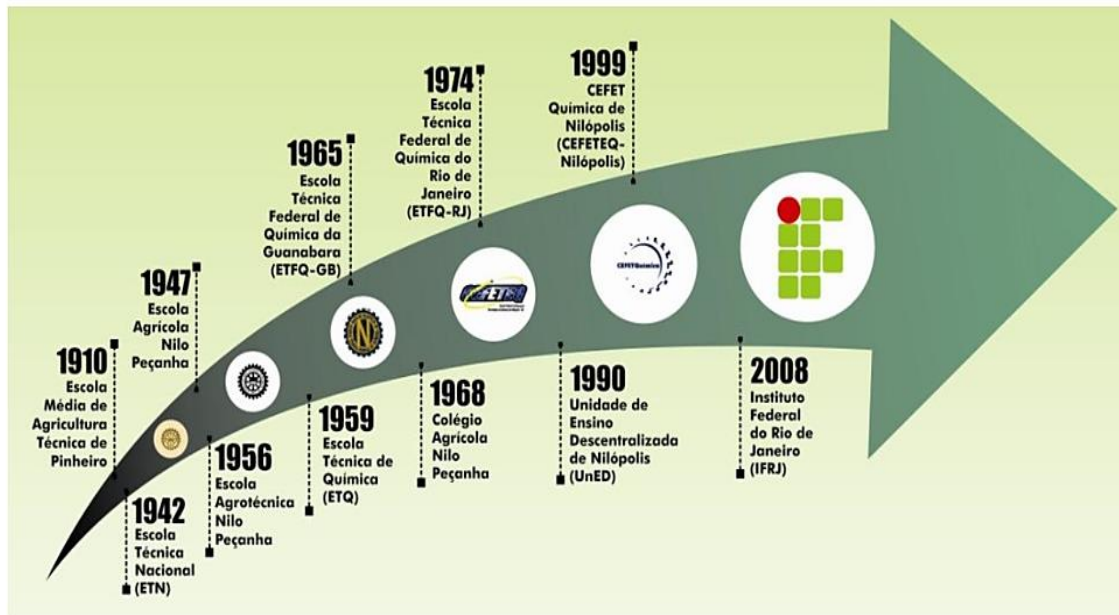 1910
Escola
Média de
Agricultura
Técnica de
Pinheiro
1942
Escola
Técnica
Nacional
(ETN)
1947
Escola
Agrícola
Nilo
Peçanha
1956
Escola
Agrotécnica
Nilo
Peçanha
1959
Escola
Técnica de
Química
(ETQ)
1965
Escola
Técnica
Federal de
Química da
Guanabara
(ETFQ-GB)
1968
Colégio
Agrícola
Nilo
Peçanha
1974
Escola
Técnica
Federal de
Química do
Rio de
Janeiro
(ETFQ-RJ)
1990
Unidade de
Ensino
Descentralizada
de Nilópolis
(UnED)
1999
CEFET
Química de
Nilópolis
(CEFETEQ-
Nilópolis)
2008
Instituto
Federal
do Rio de
Janeiro
(IFRJ)
N
CEFETQuímica